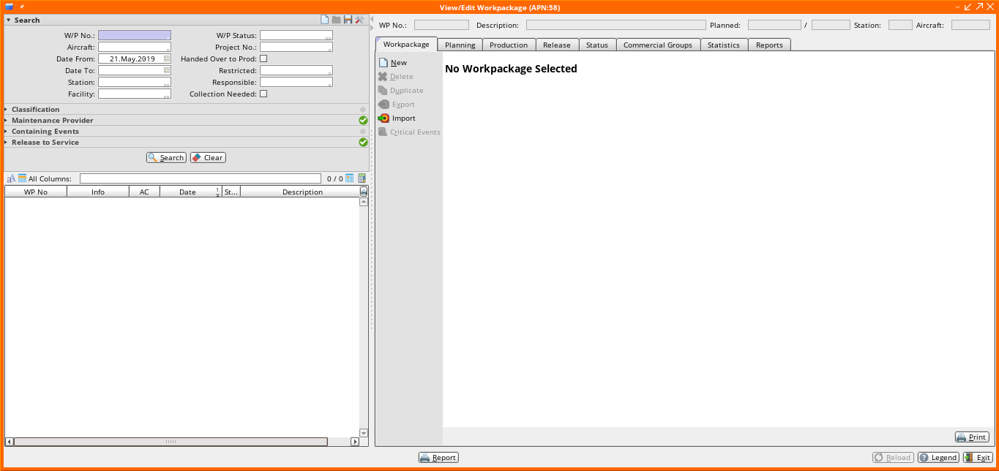 View/Edit Workpackage (APN:58)
Search
W/P No.:
W/P Status:
Aircraft:
Project No.:
Date From: 21.May.2019
Handed Over to Prod:
Date To:
Restricted:
Station:
Responsible:
Facility:
Collection Needed:
Classification
Maintenance Provider
Containing Events
Release to Service
Search Clear
All Columns: 0 / 0
WP No Info AC Date 1 St... Description
WP No.: Description: Planned: / Station: Aircraft:
Workpackage Planning Production Release Status Commercial Groups Statistics Reports
New
Delete
Duplicate
Export
Import
Critical Events
No Workpackage Selected
Print
Report
Reload Legend Exit